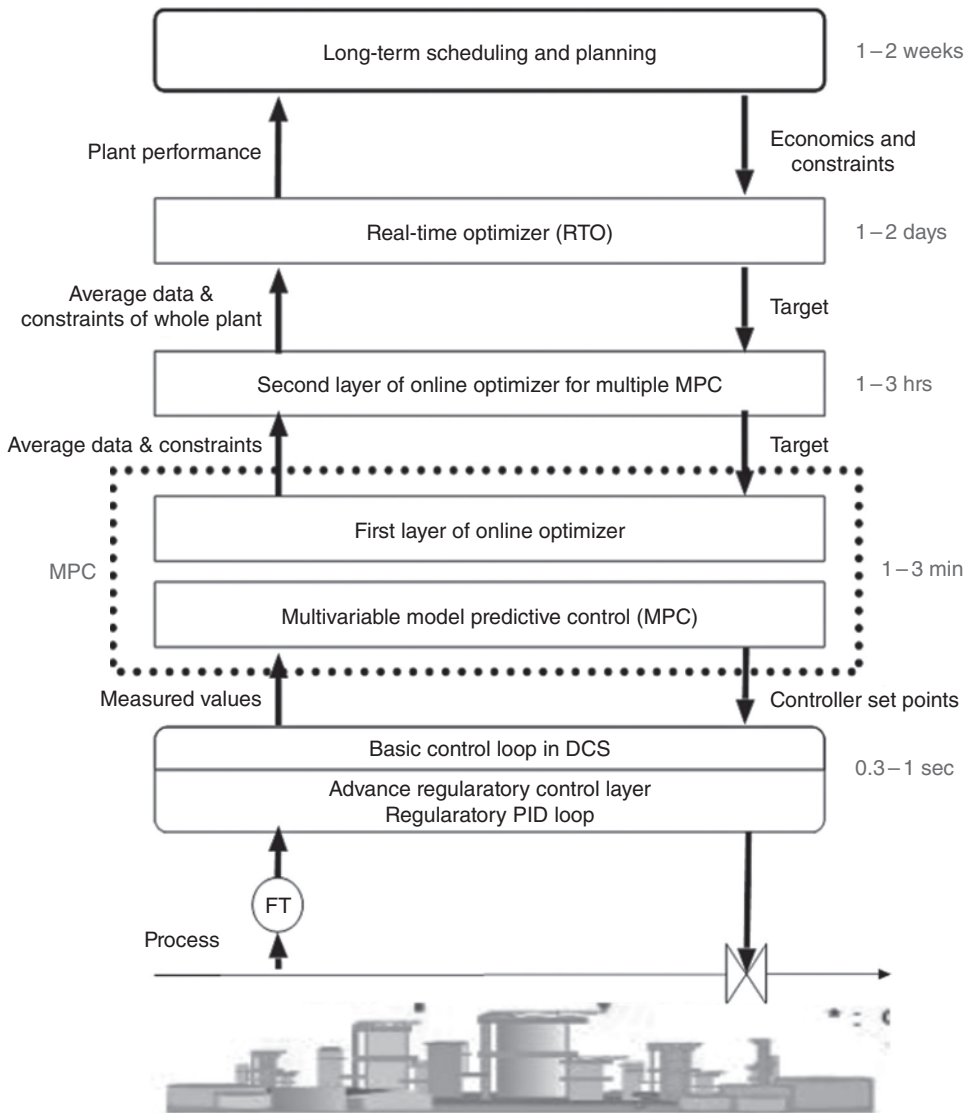 Long-term scheduling and planning
1–2 weeks
Plant performance
Economics and
constraints
Real-time optimizer (RTO)
1–2 days
Average data &
constraints of whole plant
Target
Second layer of online optimizer for multiple MPC
1–3 hrs
Average data & constraints
Target
First layer of online optimizer
MPC
1–3 min
Multivariable model predictive control (MPC)
Measured values
Controller set points
Basic control loop in DCS
0.3–1 sec
Advance regularatory control layer
Regularatory PID loop
FT
Process